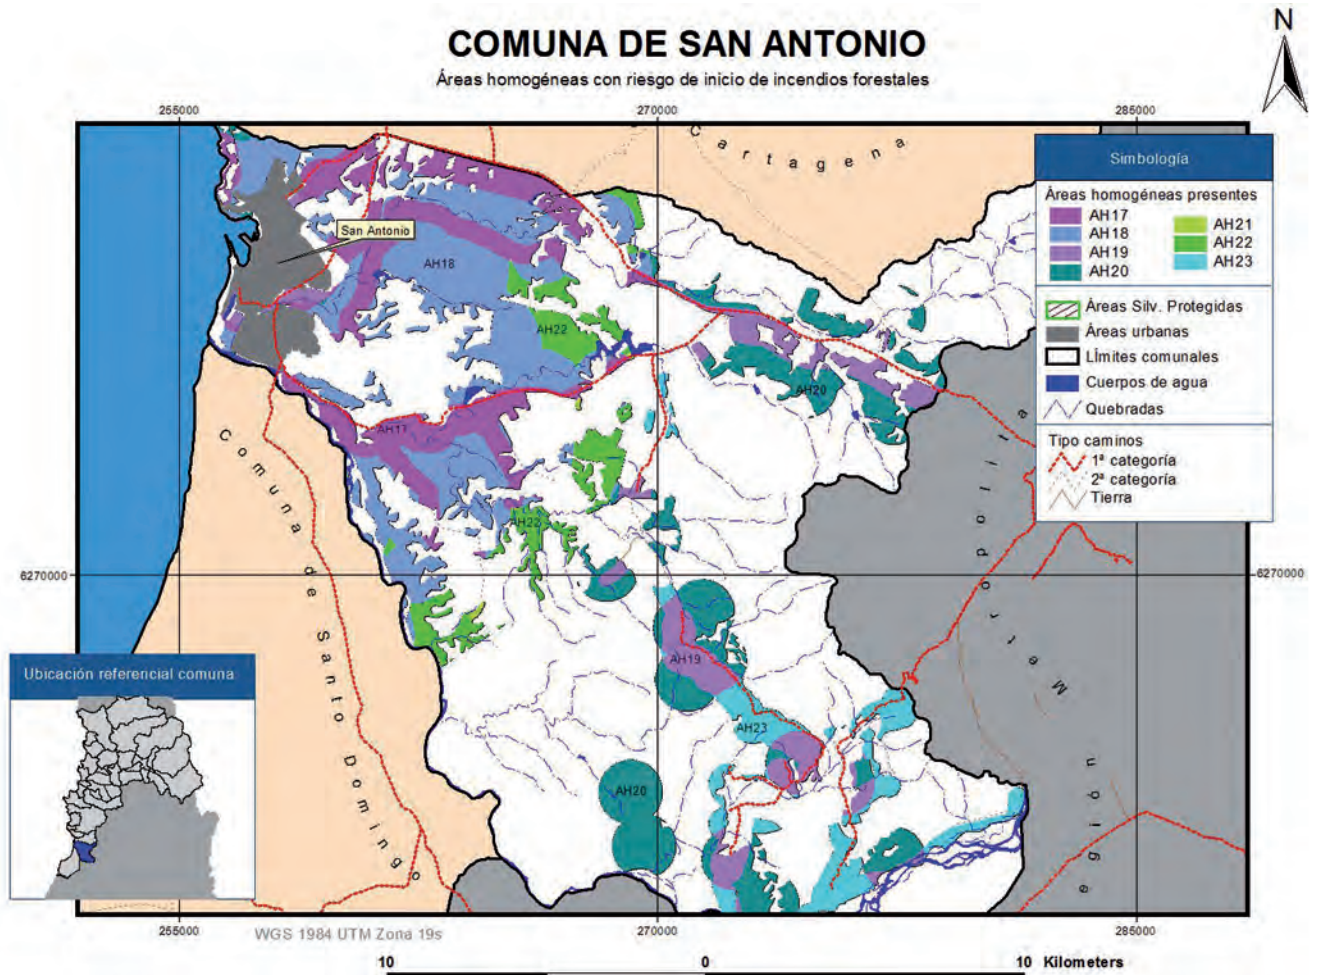 COMUNA DE SAN ANTONIO
Áreas homogéneas con riesgo de inicio de incendios forestales
N
255000
270000
285000
Cartagena
Simbología
Áreas homogéneas presentes
AH17
AH18
AH19
AH20
AH21
AH22
AH23
Áreas Silv. Protegidas
Áreas urbanas
LÍmites comunales
Cuerpos de agua
Quebradas
Tipo caminos
1ª categoría
2ª categoría
Tierra
San Antonio
AH18
AH22
AH20
AH17
AH22
Comuna de Santo Domingo
6270000
6270000
AH19
AH23
AH20
Ubicación referencial comuna
255000
270000
285000
WGS 1984 UTM Zona 19s
10
0
10 Kilometers